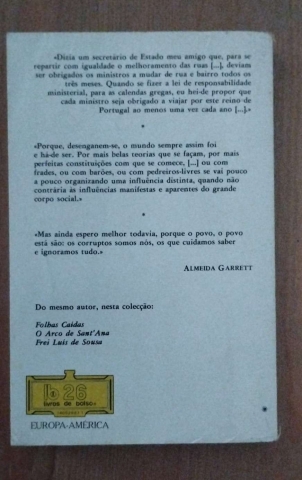 «Dizia um secretário de Estado meu amigo que, para se
repartir com igualdade o melhoramento das ruas [...], deviam
ser obrigados os ministros a mudar de rua e bairro todos os
três meses. Quando se fizer a lei de responsabilidade
ministerial, para as calendas gregas, eu hei-de propor que
cada ministro seja obrigado a viajar por este reino de
Portugal ao menos uma vez cada ano [...].»
*
«Porque, desenganem-se, o mundo sempre assim foi
e há-de ser. Por mais belas teorias que se façam, por mais
perfeitas constituições com que se comece, [...] ou com
frades, ou com barões, ou com pedreiros-livres se vai pouco
a pouco organizando uma influência distinta, quando não
contrária às influências manifestas e aparentes do grande
corpo social.»
*
«Mas ainda espero melhor todavia, porque o povo, o povo
está são: os corruptos somos nós, os que cuidamos saber
e ignoramos tudo.»
ALMEIDA GARRETT
Do mesmo autor, nesta colecção:
Folhas Caídas
O Arco de Sant'Ana
Frei Luís de Sousa
lb 26
livros de bolso
EUROPA-AMÉRICA